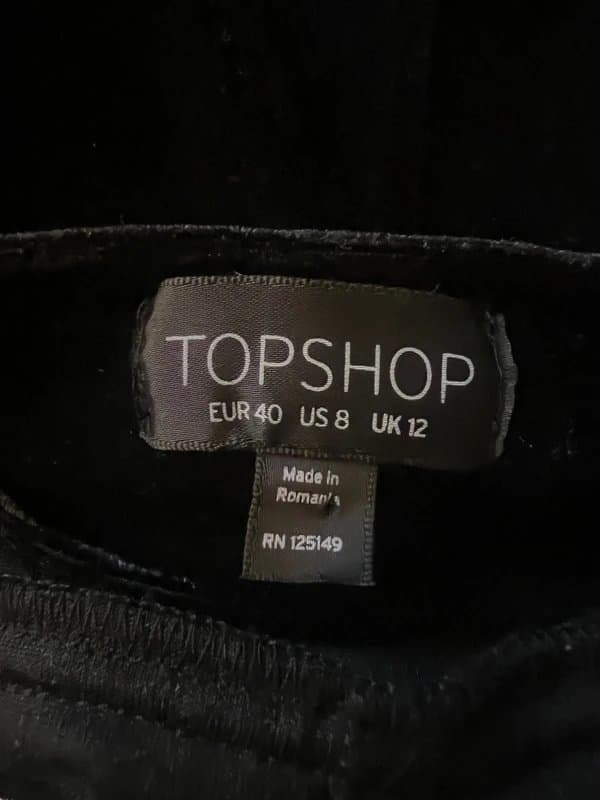 TOPSHOP
EUR 40 US 8 UK 12
Made in
Romania
RN 125149